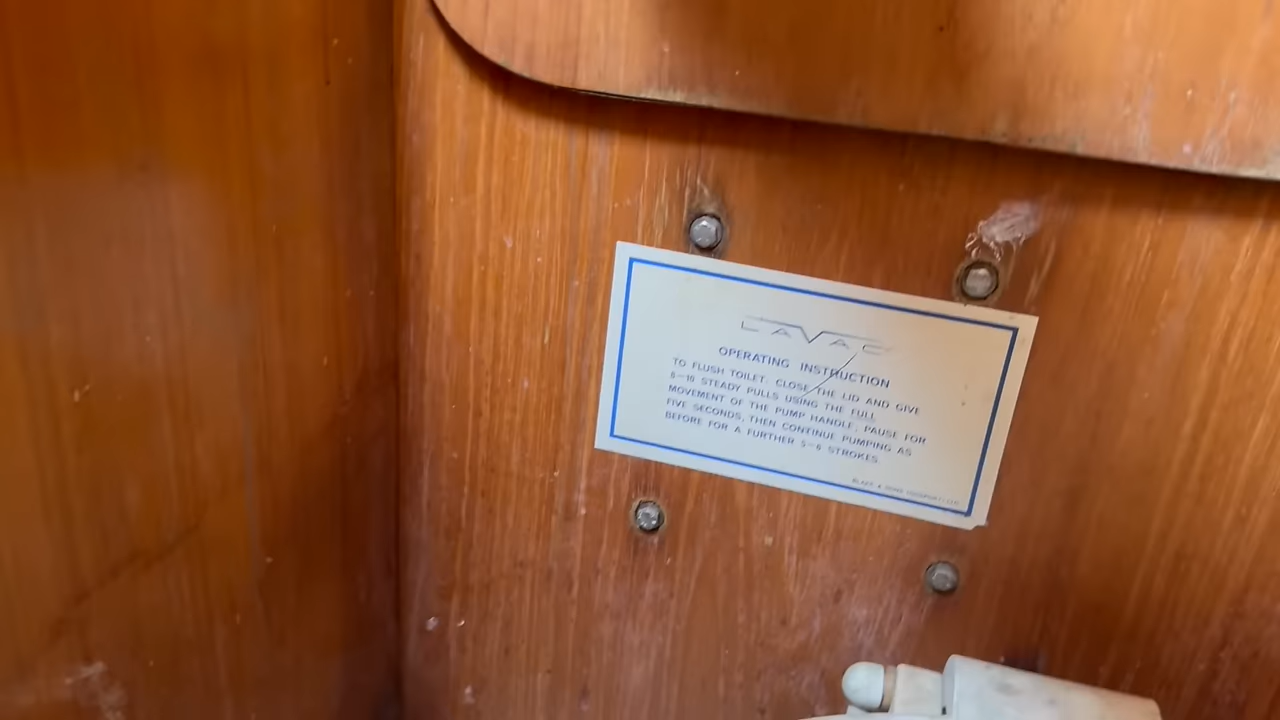 LAVAC
OPERATING INSTRUCTION
TO FLUSH TOILET: CLOSE THE LID AND GIVE
8—10 STEADY PULLS USING THE FULL
MOVEMENT OF THE PUMP HANDLE; PAUSE FOR
FIVE SECONDS, THEN CONTINUE PUMPING AS
BEFORE FOR A FURTHER 5—6 STROKES